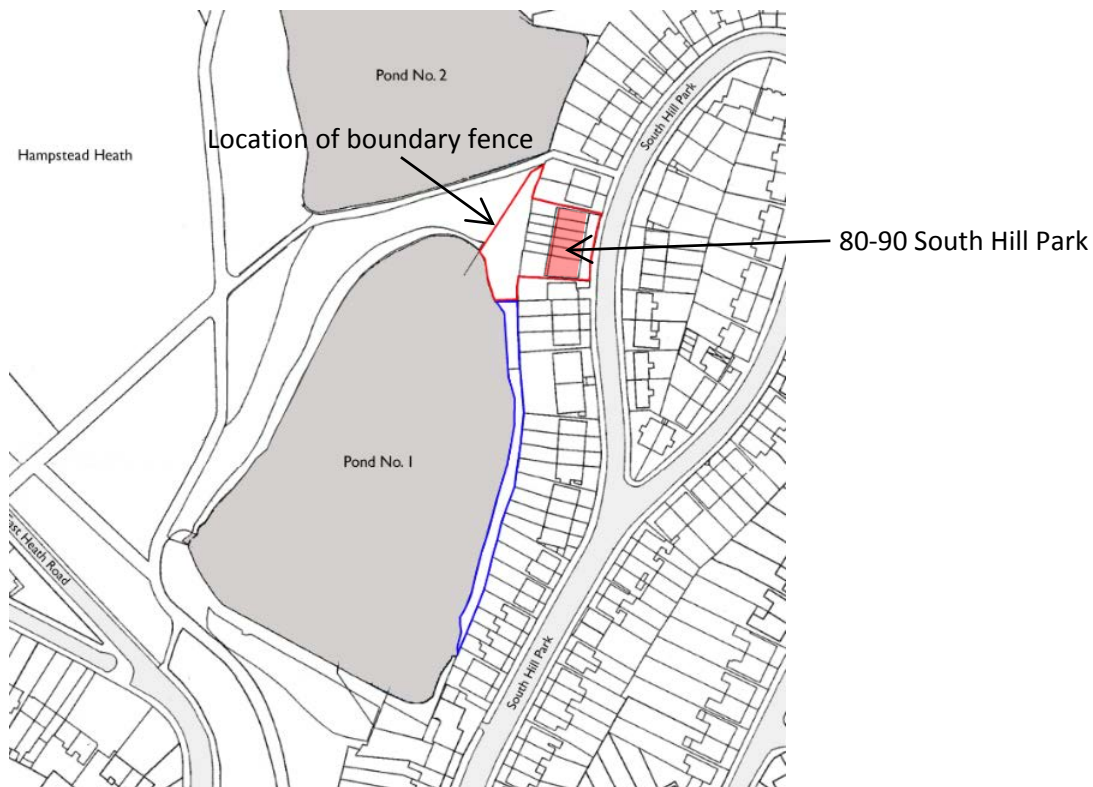 Pond No. 2
South Hill Park
Location of boundary fence
Hampstead Heath
80-90 South Hill Park
Pond No. 1
East Heath Road
South Hill Park